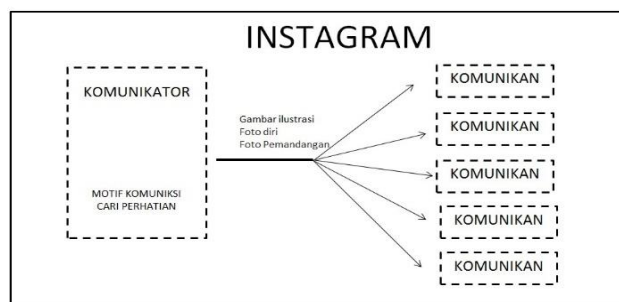 INSTAGRAM
KOMUNIKATOR
MOTIF KOMUNIKSI
CARI PERHATIAN
Gambar ilustrasi
Foto diri
Foto Pemandangan
KOMUNIKAN
KOMUNIKAN
KOMUNIKAN
KOMUNIKAN
KOMUNIKAN